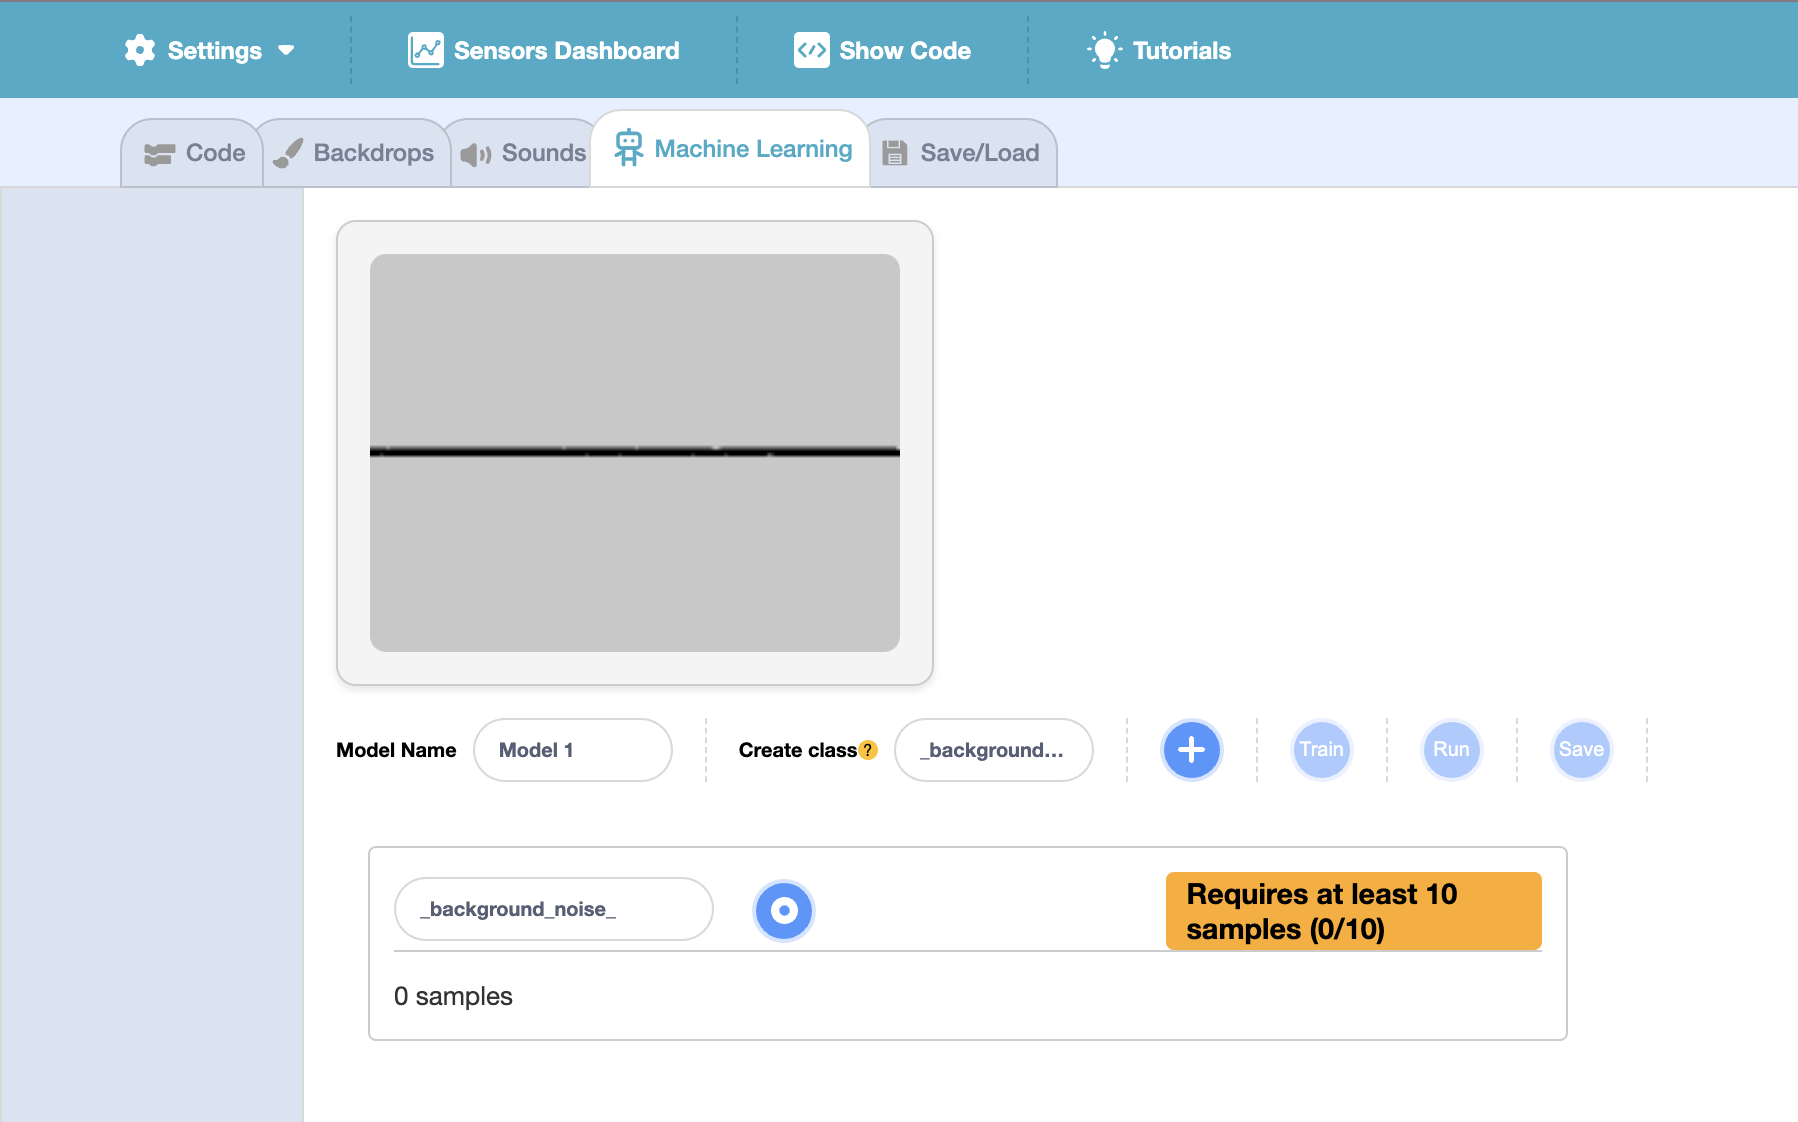 Settings
Sensors Dashboard
Show Code
Tutorials
Code
Backdrops
Sounds
Machine Learning
Save/Load
Model Name
Model 1
Create class?
_background...
Train
Run
Save
_background_noise_
Requires at least 10
samples (0/10)
0 samples